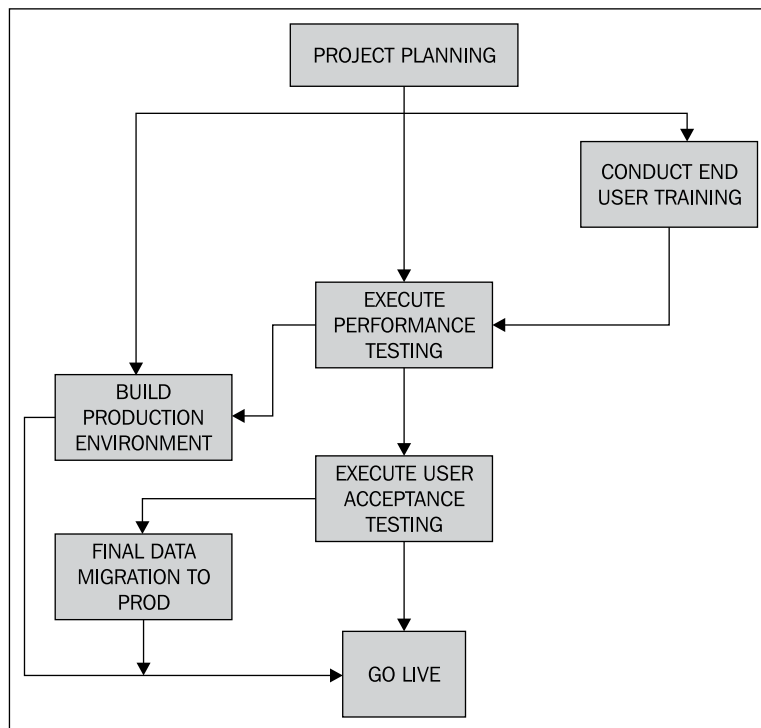 PROJECT PLANNING
CONDUCT END
USER TRAINING
EXECUTE
PERFORMANCE
TESTING
BUILD
PRODUCTION
ENVIRONMENT
EXECUTE USER
ACCEPTANCE
TESTING
FINAL DATA
MIGRATION TO
PROD
GO LIVE